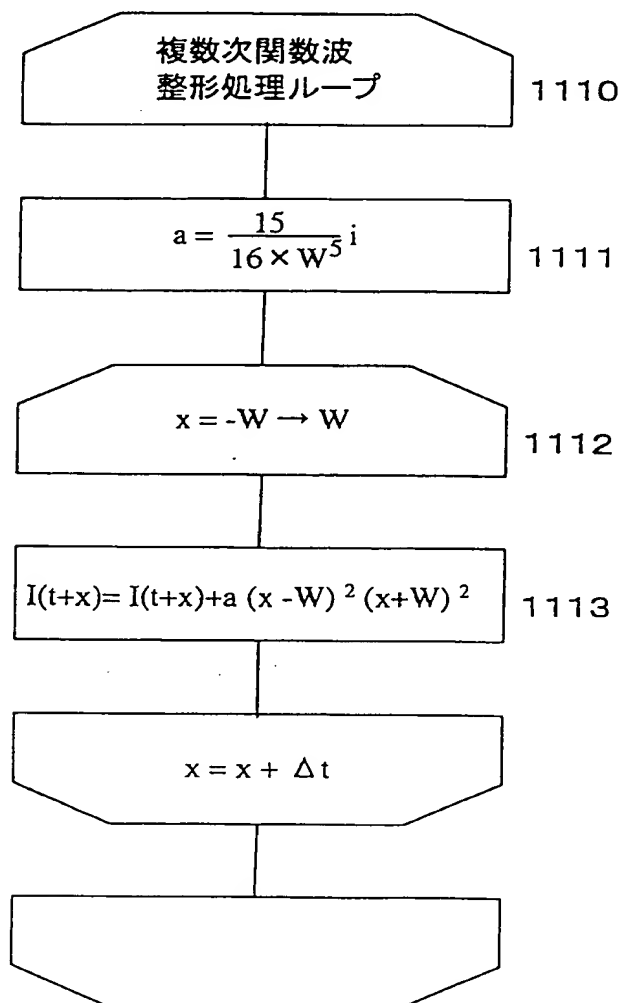 複数次関数波
整形処理ループ
1110
a = 15 / 16 × W^5 i
1111
x = -W → W
1112
I(t+x)= I(t+x)+a (x -W) ² (x+W) ²
1113
x = x + Δt